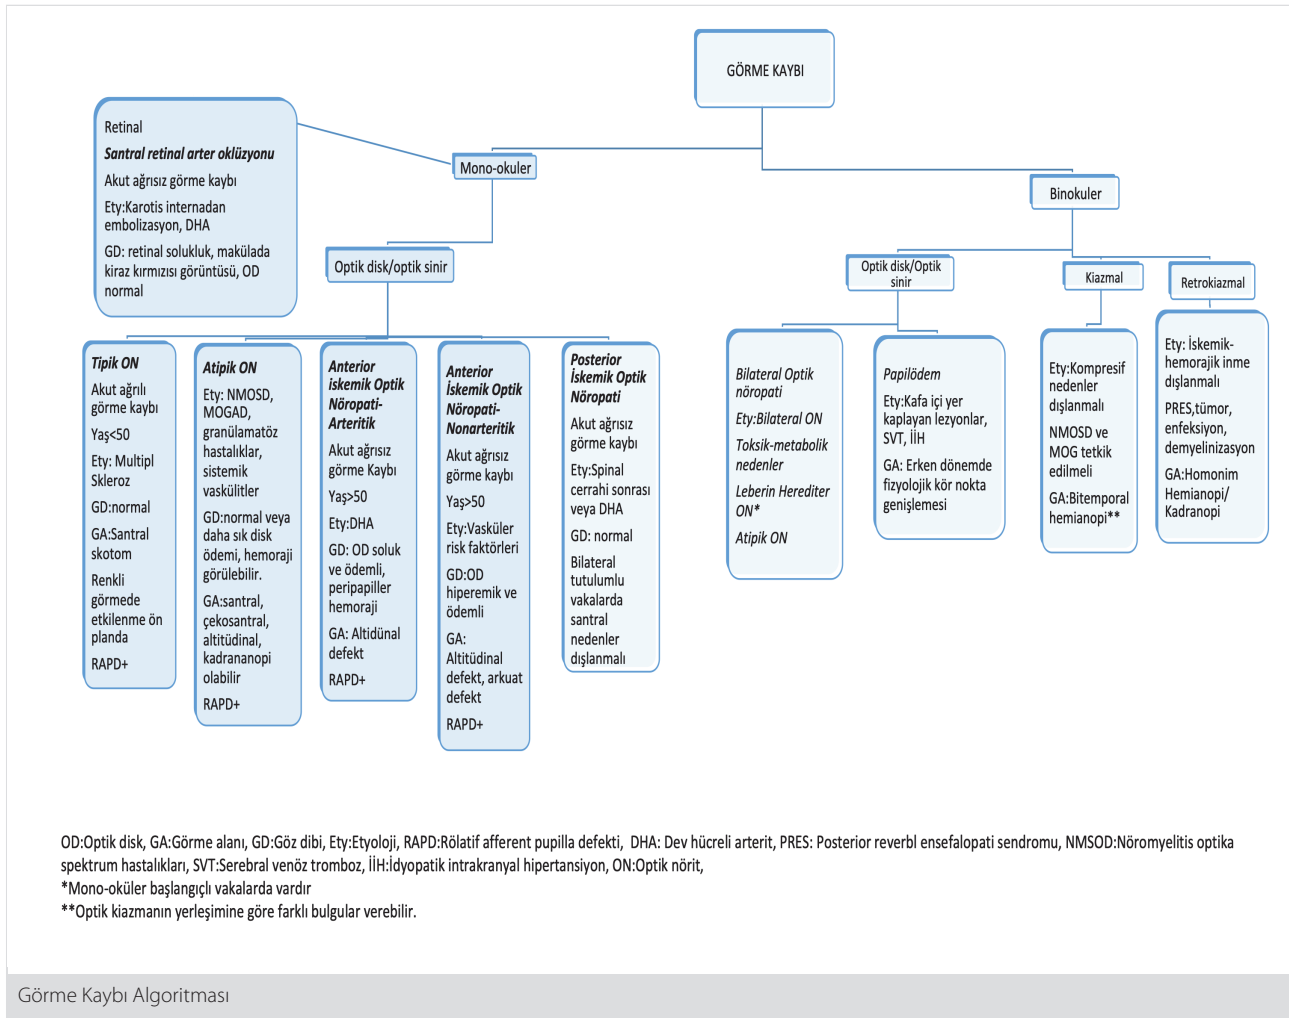 GÖRME KAYBI
Retinal
Santral retinal arter oklüzyonu
Akut ağrısız görme kaybı
Ety:Karotis internadan
embolizasyon, DHA
GD: retinal solukluk, makülada
kiraz kırmızısı görüntüsü, OD
normal
Mono-okuler
Binokuler
Optik disk/optik sinir
Optik disk/Optik
sinir
Kiazmal
Retrokiazmal
Tipik ON
Akut ağrılı
görme kaybı
Yaş<50
Ety: Multipl
Skleroz
GD:normal
GA:Santral
skotom
Renkli
görmede
etkilenme ön
planda
RAPD+
Atipik ON
Ety: NMOSD,
MOGAD,
granülamatöz
hastalıklar,
sistemik
vaskülitler
GD:normal veya
daha sık disk
ödemi, hemoraji
görülebilir.
GA:santral,
çekosantral,
altitüdinal,
kadrananopi
olabilir
RAPD+
Anterior
iskemik Optik
Nöropati-
Arteritik
Akut ağrısız
görme Kaybı
Yaş>50
Ety:DHA
GD: OD soluk
ve ödemli,
peripapiller
hemoraji
GA: Altidünal
defekt
RAPD+
Anterior
İskemik Optik
Nöropati-
Nonarteritik
Akut ağrısız
görme kaybı
Yaş>50
Ety:Vasküler
risk faktörleri
GD:OD
hiperemik ve
ödemli
GA:
Altitüdinal
defekt, arkuat
defekt
RAPD+
Posterior
İskemik Optik
Nöropati
Akut ağrısız
görme kaybı
Ety:Spinal
cerrahi sonrası
veya DHA
GD: normal
Bilateral
tutulumlu
vakalarda
santral
nedenler
dışlanmalı
Bilateral Optik
nöropati
Ety:Bilateral ON
Toksik-metabolik
nedenler
Leberin Herediter
ON*
Atipik ON
Papilödem
Ety:Kafa içi yer
kaplayan lezyonlar,
SVT, İİH
GA: Erken dönemde
fizyolojik kör nokta
genişlemesi
Ety:Kompresif
nedenler
dışlanmalı
NMOSD ve
MOG tetkik
edilmeli
GA:Bitemporal
hemianopi**
Ety: İskemik-
hemorajik inme
dışlanmalı
PRES,tümor,
enfeksiyon,
demyelinizasyon
GA:Homonim
Hemianopi/
Kadranopi
OD:Optik disk, GA:Görme alanı, GD:Göz dibi, Ety:Etyoloji, RAPD:Rölatif afferent pupilla defekti, DHA: Dev hücreli arterit, PRES: Posterior reverbl ensefalopati sendromu, NMSOD:Nöromyelitis optika
spektrum hastalıkları, SVT:Serebral venöz tromboz, İİH:İdyopatik intrakranyal hipertansiyon, ON:Optik nörit,
*Mono-oküler başlangıçlı vakalarda vardır
**Optik kiazmanın yerleşimine göre farklı bulgular verebilir.
Görme Kaybı Algoritması